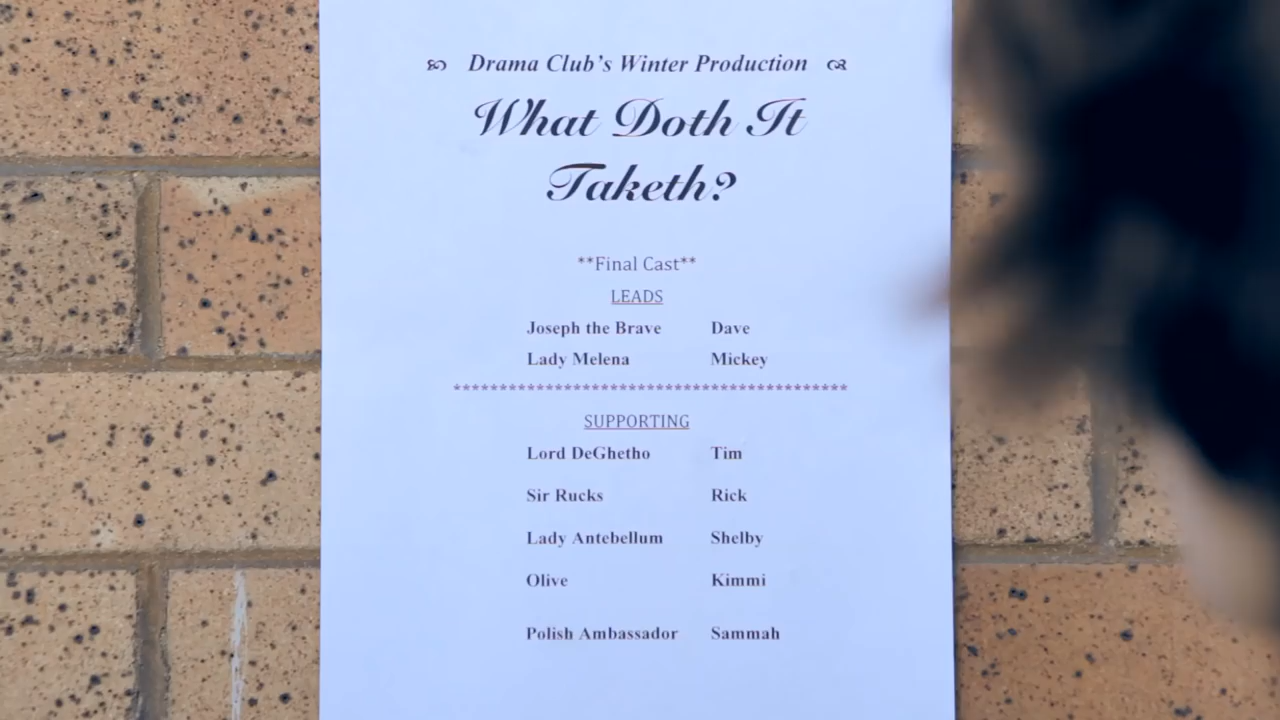 Drama Club's Winter Production
What Doth It
Taketh?
**Final Cast**
LEADS
Joseph the Brave Dave
Lady Melena Mickey
*******************************************
SUPPORTING
Lord DeGhetho Tim
Sir Rucks Rick
Lady Antebellum Shelby
Olive Kimmi
Polish Ambassador Sammah